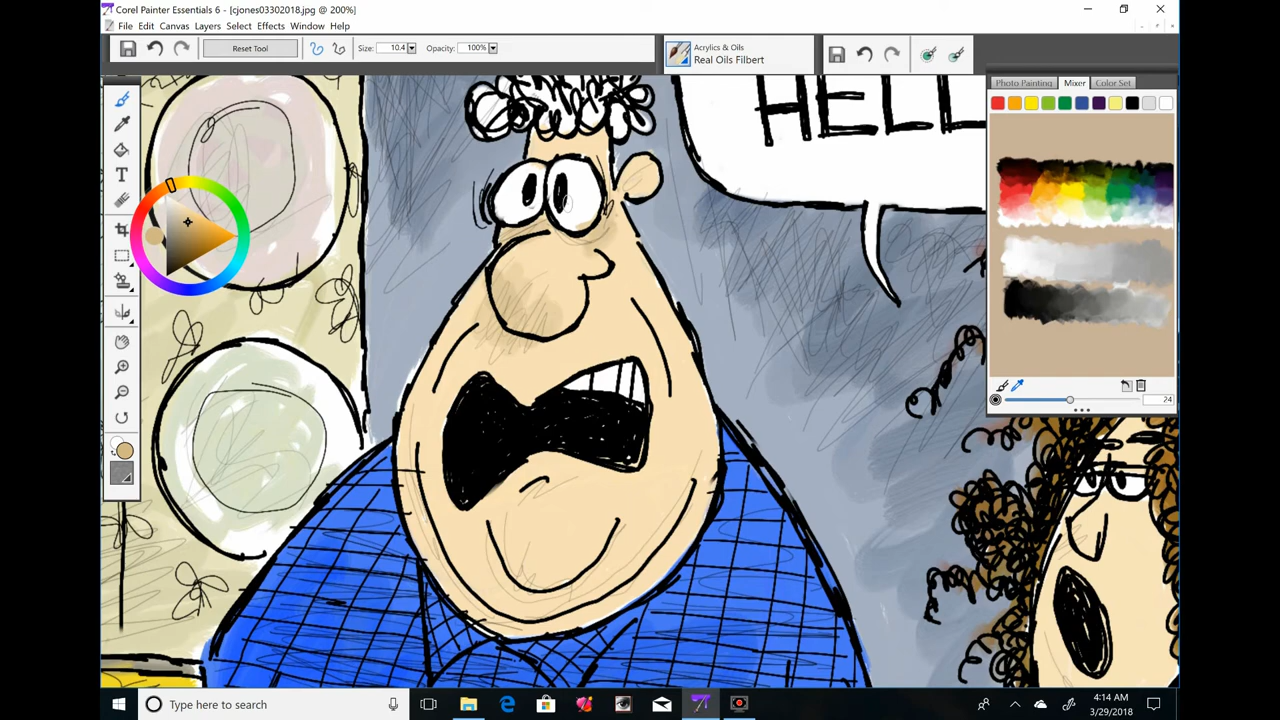 Corel Painter Essentials 6 - [cjones03302018.jpg @ 200%]
File Edit Canvas Layers Select Effects Window Help
Reset Tool Size: 10.4 Opacity: 100%
Acrylics & Oils
Real Oils Filbert
Photo Painting Mixer Color Set
HELL
T
24
Type here to search
4:14 AM
3/29/2018